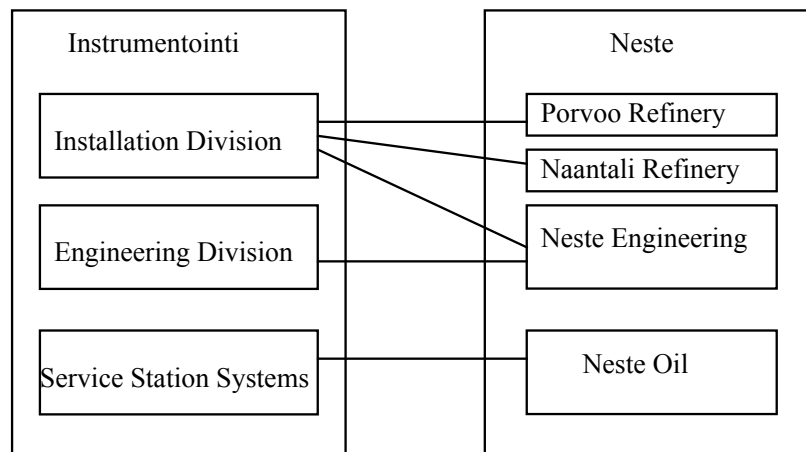 Instrumentointi
Installation Division
Engineering Division
Service Station Systems
Neste
Porvoo Refinery
Naantali Refinery
Neste Engineering
Neste Oil